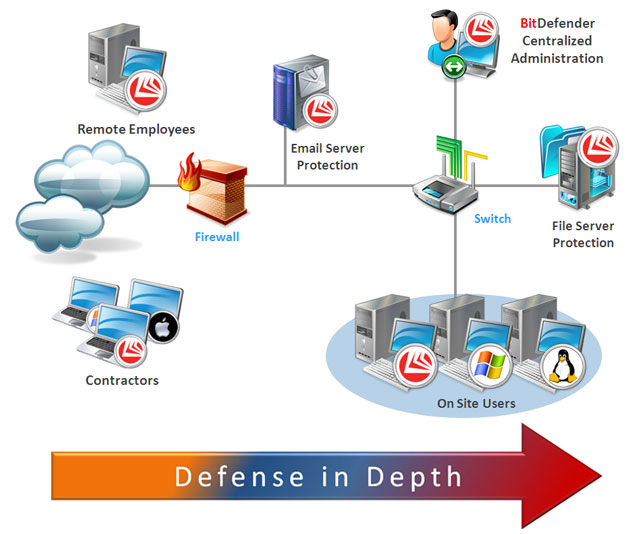 BitDefender
Centralized
Administration
Remote Employees
Email Server
Protection
Switch
File Server
Protection
Firewall
Contractors
On Site Users
Defense in Depth